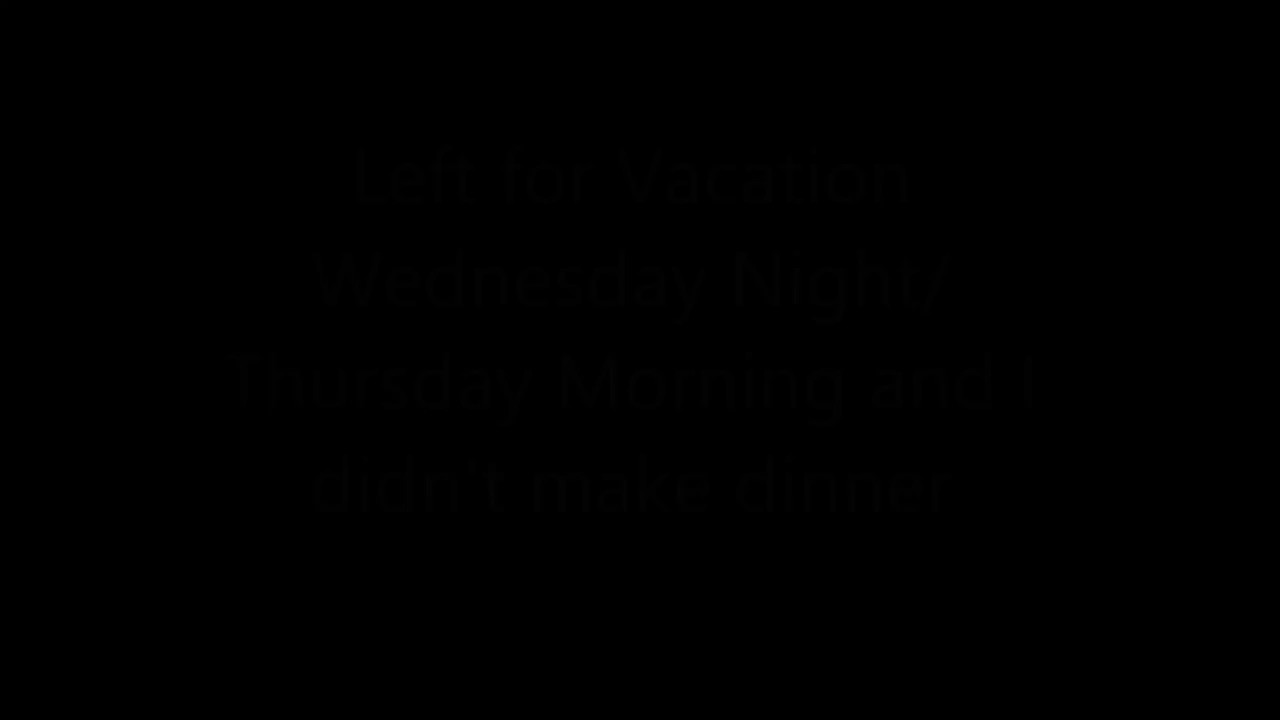 Left for Vacation
Wednesday Night/
Thursday Morning and I
didn't make dinner